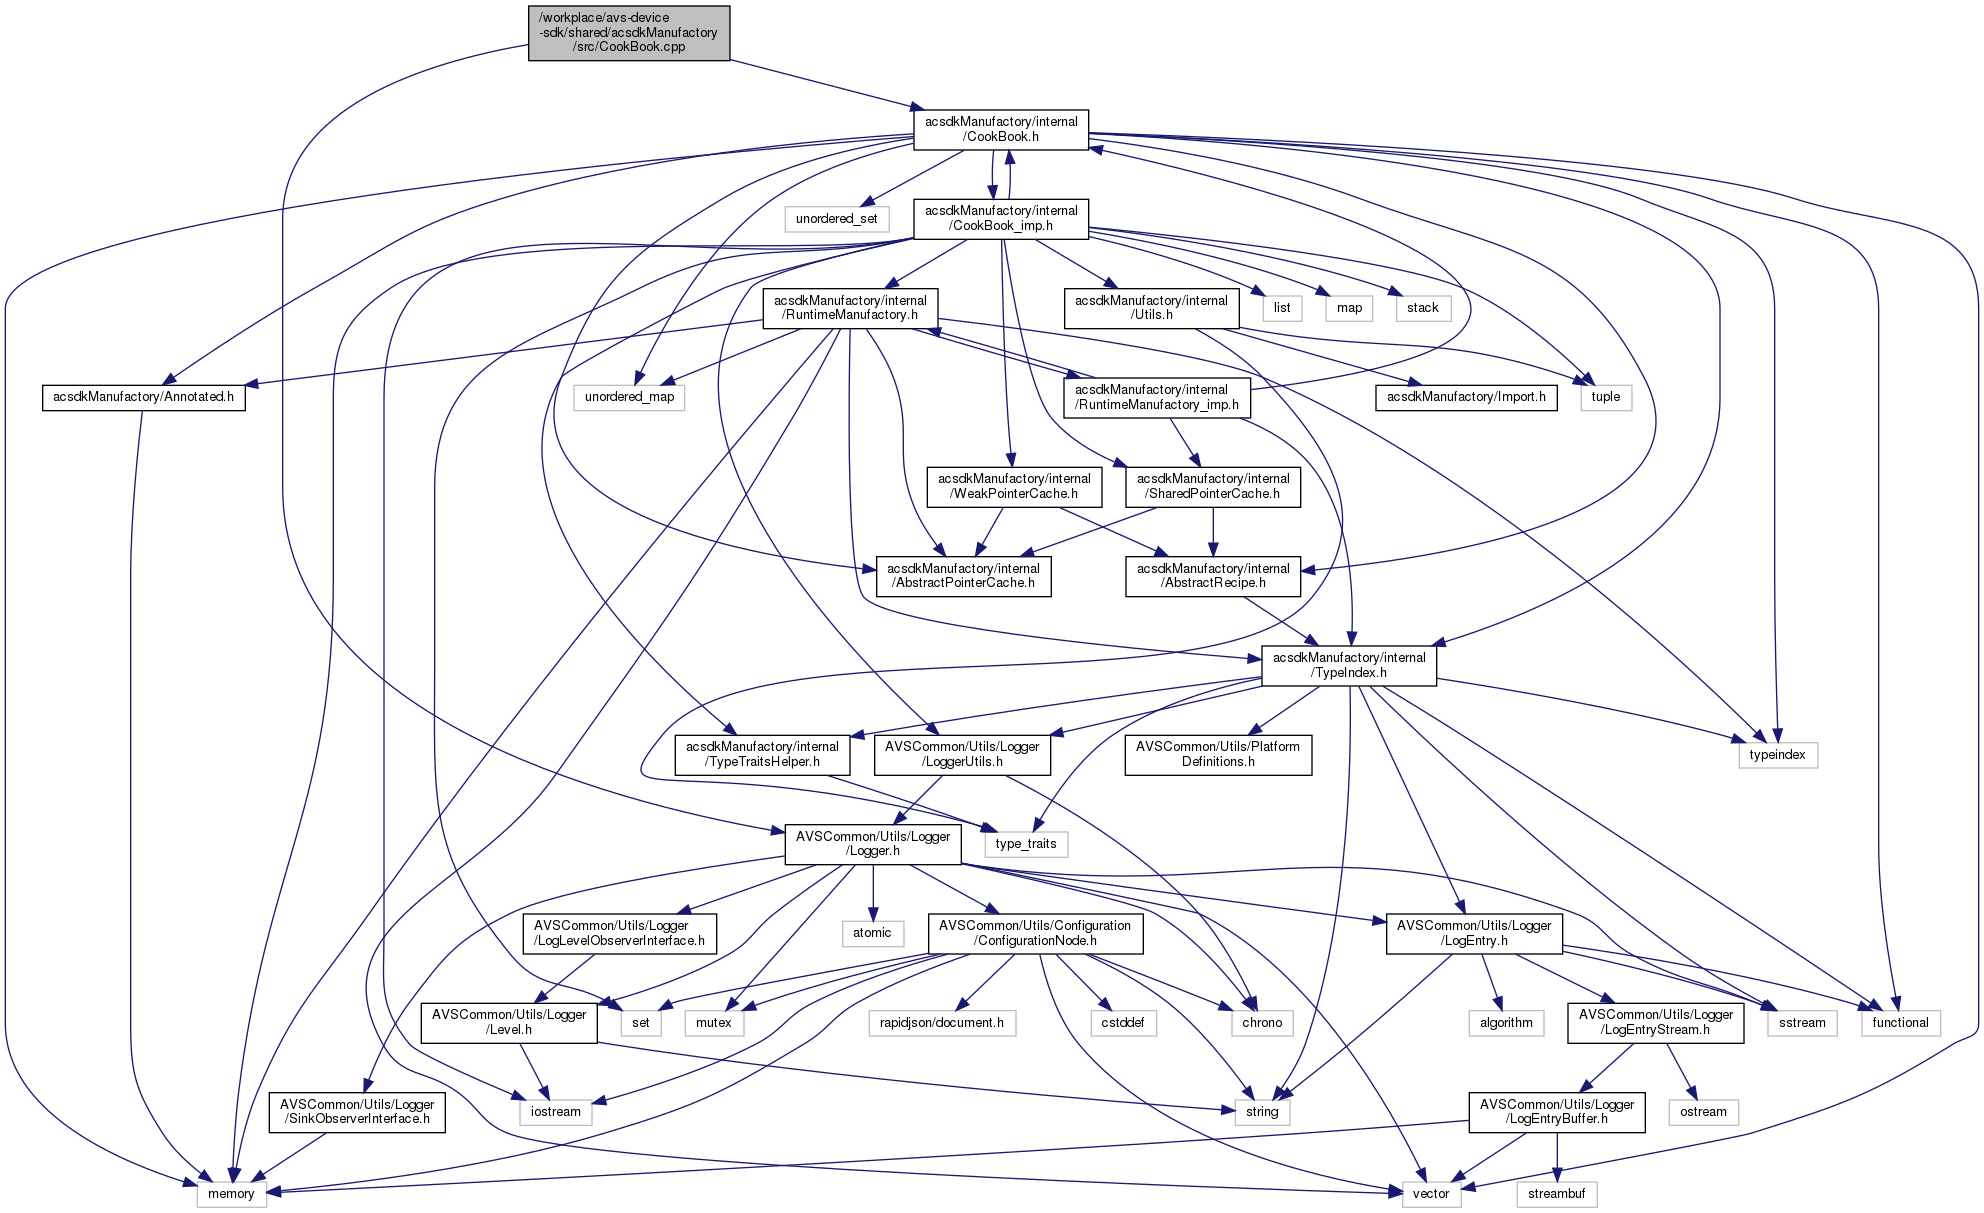 /workplace/avs-device
-sdk/shared/acsdkManufactory
/src/CookBook.cpp
acsdkManufactory/internal
/CookBook.h
unordered_set
acsdkManufactory/internal
/CookBook_imp.h
acsdkManufactory/internal
/RuntimeManufactory.h
acsdkManufactory/internal
/Utils.h
list
map
stack
acsdkManufactory/Annotated.h
unordered_map
acsdkManufactory/internal
/RuntimeManufactory_imp.h
acsdkManufactory/Import.h
tuple
acsdkManufactory/internal
/WeakPointerCache.h
acsdkManufactory/internal
/SharedPointerCache.h
acsdkManufactory/internal
/AbstractPointerCache.h
acsdkManufactory/internal
/AbstractRecipe.h
acsdkManufactory/internal
/TypeIndex.h
acsdkManufactory/internal
/TypeTraitsHelper.h
AVSCommon/Utils/Logger
/LoggerUtils.h
AVSCommon/Utils/Platform
Definitions.h
typeindex
AVSCommon/Utils/Logger
/Logger.h
type_traits
AVSCommon/Utils/Logger
/LogLevelObserverInterface.h
atomic
AVSCommon/Utils/Configuration
/ConfigurationNode.h
AVSCommon/Utils/Logger
/LogEntry.h
AVSCommon/Utils/Logger
/Level.h
set
mutex
rapidjson/document.h
cstddef
chrono
algorithm
AVSCommon/Utils/Logger
/LogEntryStream.h
sstream
functional
AVSCommon/Utils/Logger
/SinkObserverInterface.h
iostream
string
AVSCommon/Utils/Logger
/LogEntryBuffer.h
ostream
memory
vector
streambuf